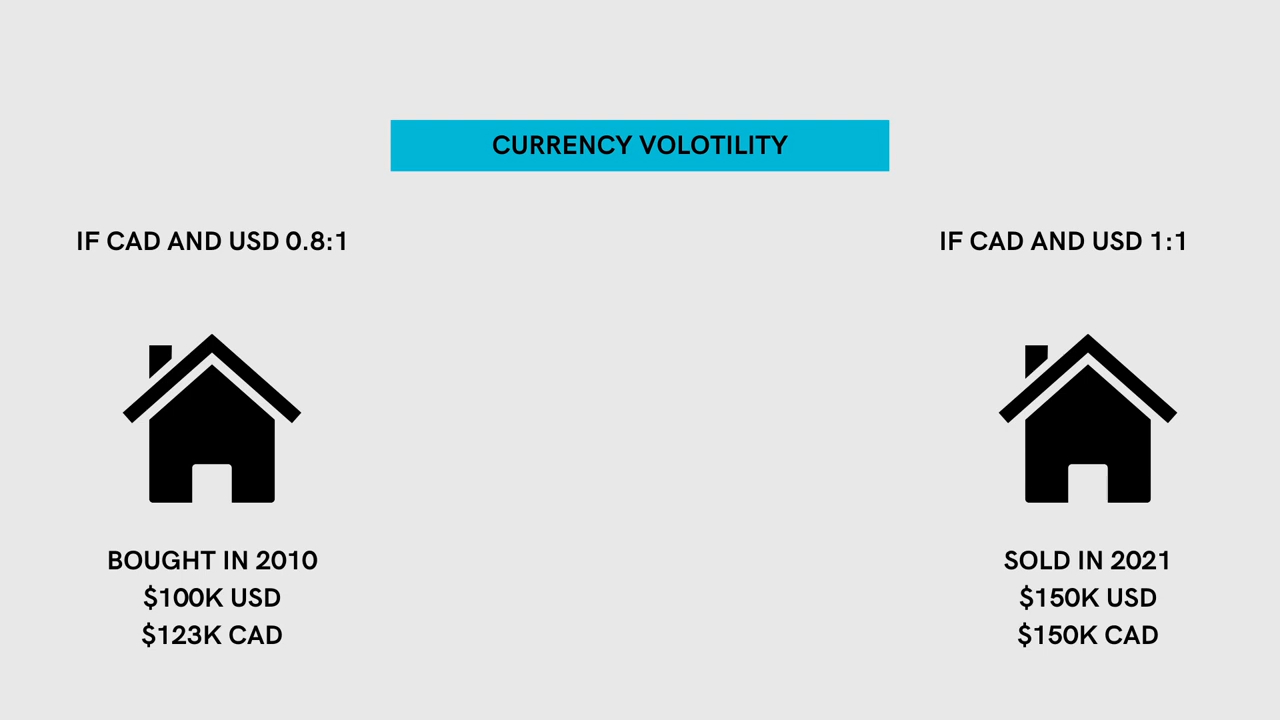 CURRENCY VOLOTILITY
IF CAD AND USD 0.8:1
IF CAD AND USD 1:1
BOUGHT IN 2010
$100K USD
$123K CAD
SOLD IN 2021
$150K USD
$150K CAD